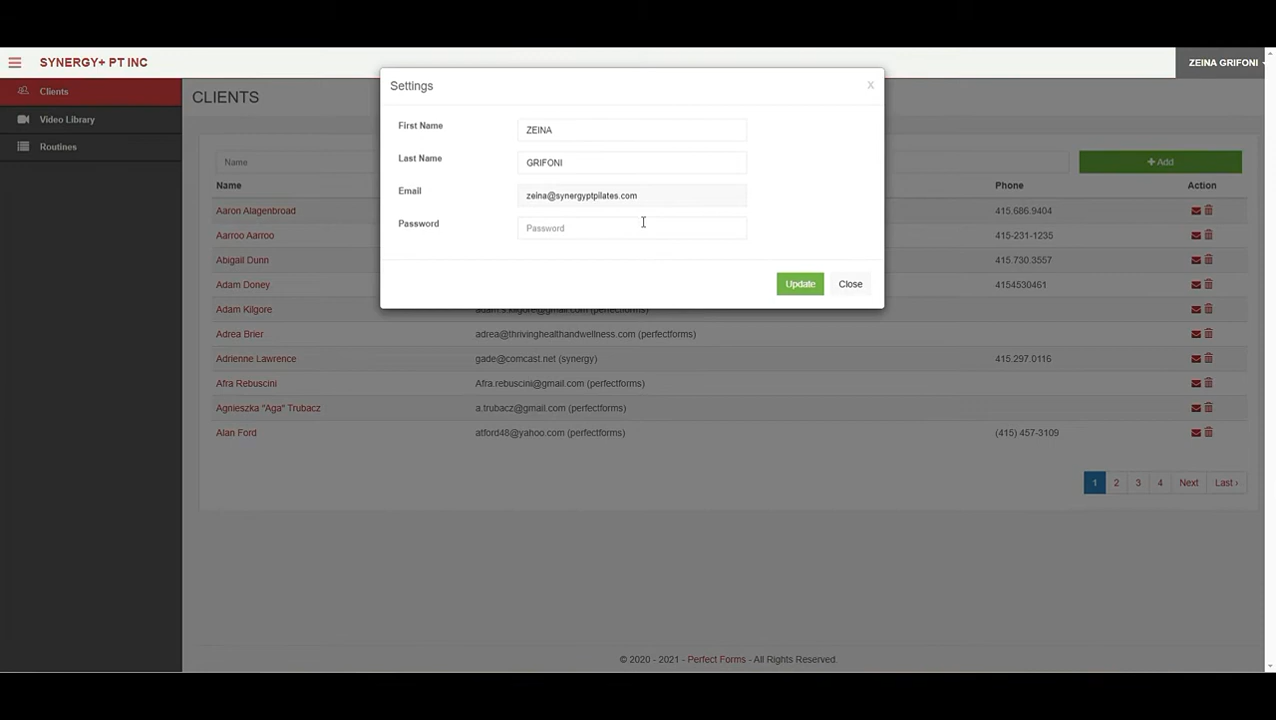 SYNERGY+ PT INC
ZEINA GRIFONI
Clients
Video Library
Routines
CLIENTS
Settings
X
First Name
ZEINA
Last Name
GRIFONI
Email
zeina@synergyptpilates.com
Password
Password
Update
Close
Name
Add
Name
Phone
Action
Aaron Alagenbroad
415.686.9404
Aarroo Aarroo
415-231-1235
Abigail Dunn
415.730.3557
Adam Doney
4154530461
Adam Kilgore
adam.s.kilgore@gmail.com (perfectforms)
Adrea Brier
adrea@thrivinghealthandwellness.com (perfectforms)
Adrienne Lawrence
gade@comcast.net (synergy)
415.297.0116
Afra Rebuscini
Afra.rebuscini@gmail.com (perfectforms)
Agnieszka "Aga" Trubacz
a.trubacz@gmail.com (perfectforms)
Alan Ford
atford48@yahoo.com (perfectforms)
(415) 457-3109
1 2 3 4 Next Last ›
© 2020 - 2021 - Perfect Forms - All Rights Reserved.